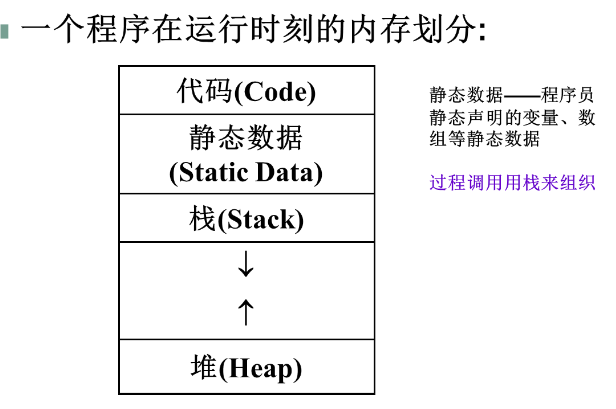 一个程序在运行时刻的内存划分:
代码(Code)
静态数据
(Static Data)
栈(Stack)
↓
↑
堆(Heap)
静态数据——程序员
静态声明的变量、数
组等静态数据
过程调用用栈来组织